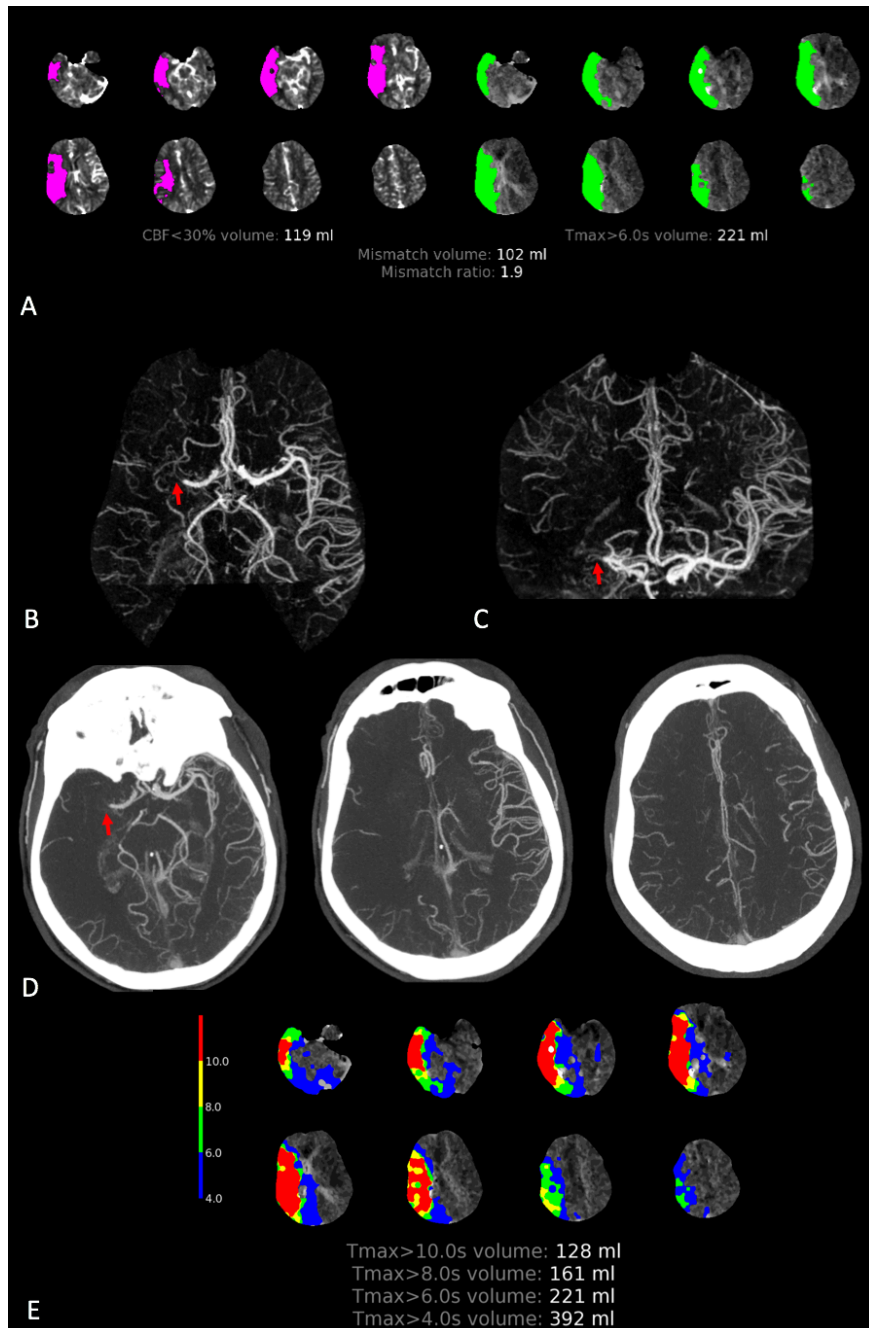 CBF<30% volume: 119 ml
Tmax>6.0s volume: 221 ml
Mismatch volume: 102 ml
Mismatch ratio: 1.9
A
B
C
D
10.0
8.0
6.0
4.0
Tmax>10.0s volume: 128 ml
Tmax>8.0s volume: 161 ml
Tmax>6.0s volume: 221 ml
Tmax>4.0s volume: 392 ml
E